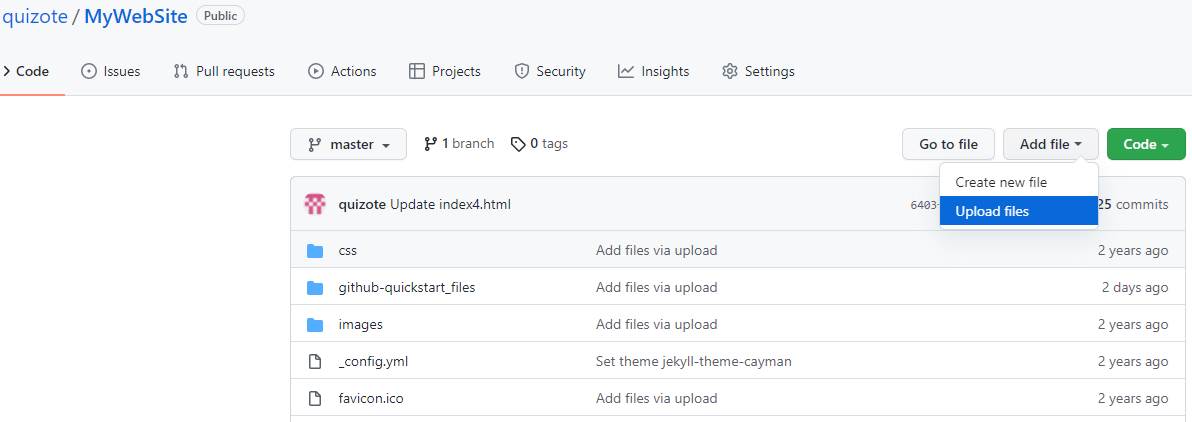 quizote / MyWebSite Public
Code Issues Pull requests Actions Projects Security Insights Settings
master 1 branch 0 tags Go to file Add file Code
Create new file
Upload files
quizote Update index4.html 6403 25 commits
css Add files via upload 2 years ago
github-quickstart_files Add files via upload 2 days ago
images Add files via upload 2 years ago
_config.yml Set theme jekyll-theme-cayman 2 years ago
favicon.ico Add files via upload 2 years ago